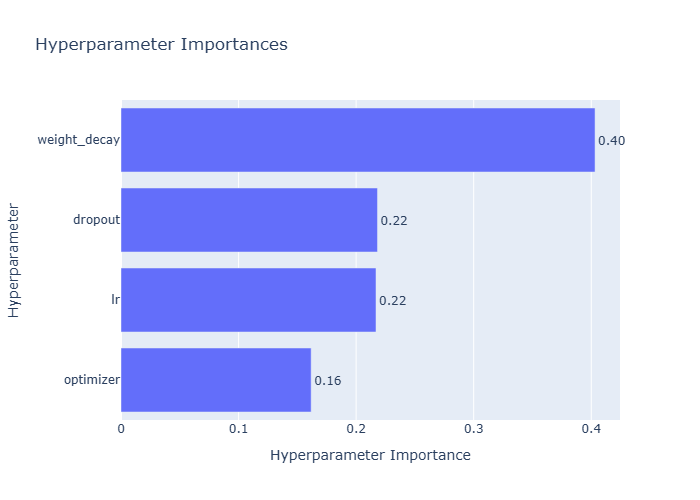 Hyperparameter Importances
Hyperparameter
weight_decay
0.40
dropout
0.22
lr
0.22
optimizer
0.16
0
0.1
0.2
0.3
0.4
Hyperparameter Importance